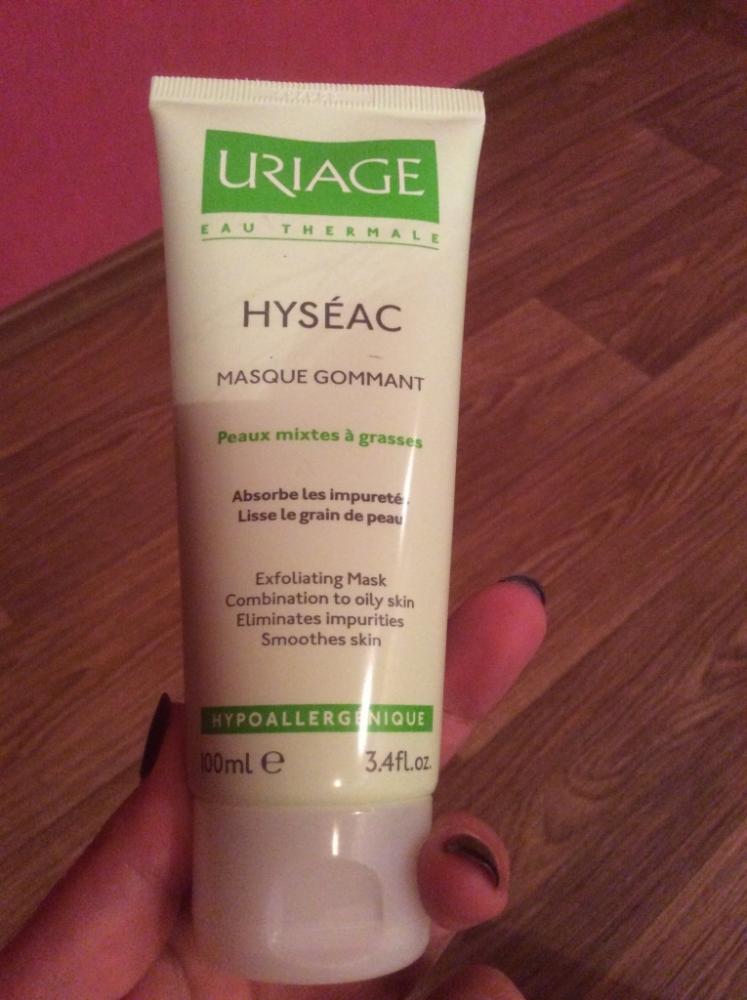 URIAGE
EAU THERMALE
HYSÉAC
MASQUE GOMMANT
Peaux mixtes à grasses
Absorbe les impuretés
Lisse le grain de peau
Exfoliating Mask
Combination to oily skin
Eliminates impurities
Smoothes skin
HYPOALLERGÉNIQUE
100ml e 3.4fl.oz.